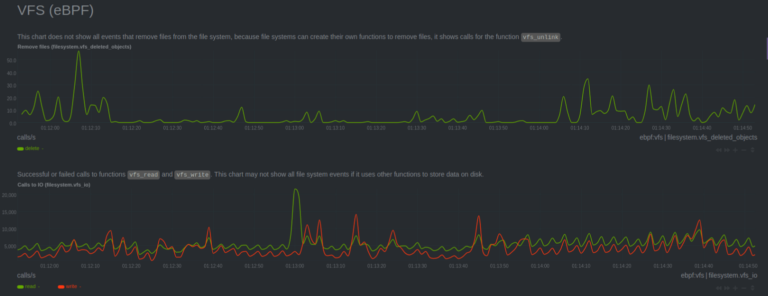 VFS (eBPF)
This chart does not show all events that remove files from the file system, because file systems can create their own functions to remove files, it shows calls for the function vfs_unlink.
Remove files (filesystem.vfs_deleted_objects)
50.0
40.0
30.0
20.0
10.0
0.0
01:12:00 01:12:10 01:12:20 01:12:30 01:12:40 01:12:50 01:13:00 01:13:10 01:13:20 01:13:30 01:13:40 01:13:50 01:14:00 01:14:10 01:14:20 01:14:30 01:14:40 01:14:50
calls/s ebpf.vfs | filesystem.vfs_deleted_objects
delete
Successful or failed calls to functions vfs_read and vfs_write. This chart may not show all file system events if it uses other functions to store data on disk.
Calls to IO (filesystem.vfs_io)
20,000
15,000
10,000
5,000
01:12:00 01:12:10 01:12:20 01:12:30 01:12:40 01:12:50 01:13:00 01:13:10 01:13:20 01:13:30 01:13:40 01:13:50 01:14:00 01:14:10 01:14:20 01:14:30 01:14:40 01:14:50
calls/s ebpf.vfs | filesystem.vfs_io
read write